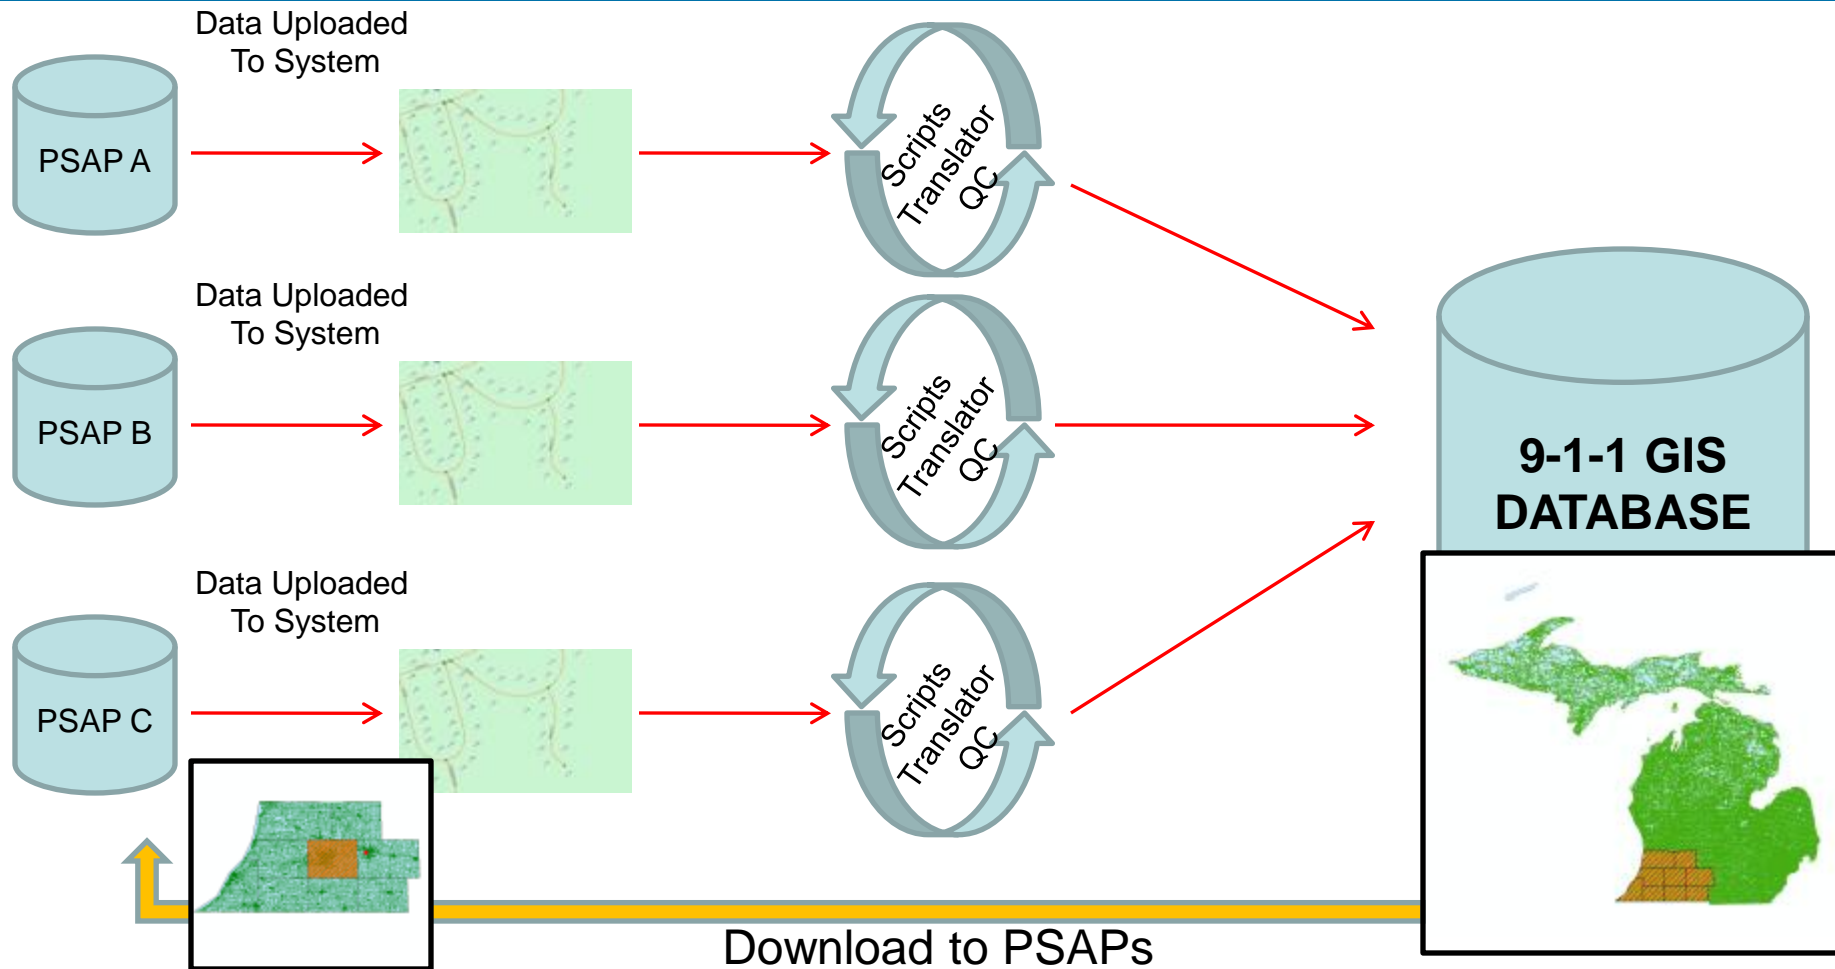 Data Uploaded
To System
PSAP A
Scripts
Translator
QC
Data Uploaded
To System
PSAP B
Scripts
Translator
QC
9-1-1 GIS
DATABASE
Data Uploaded
To System
PSAP C
Scripts
Translator
QC
Download to PSAPs